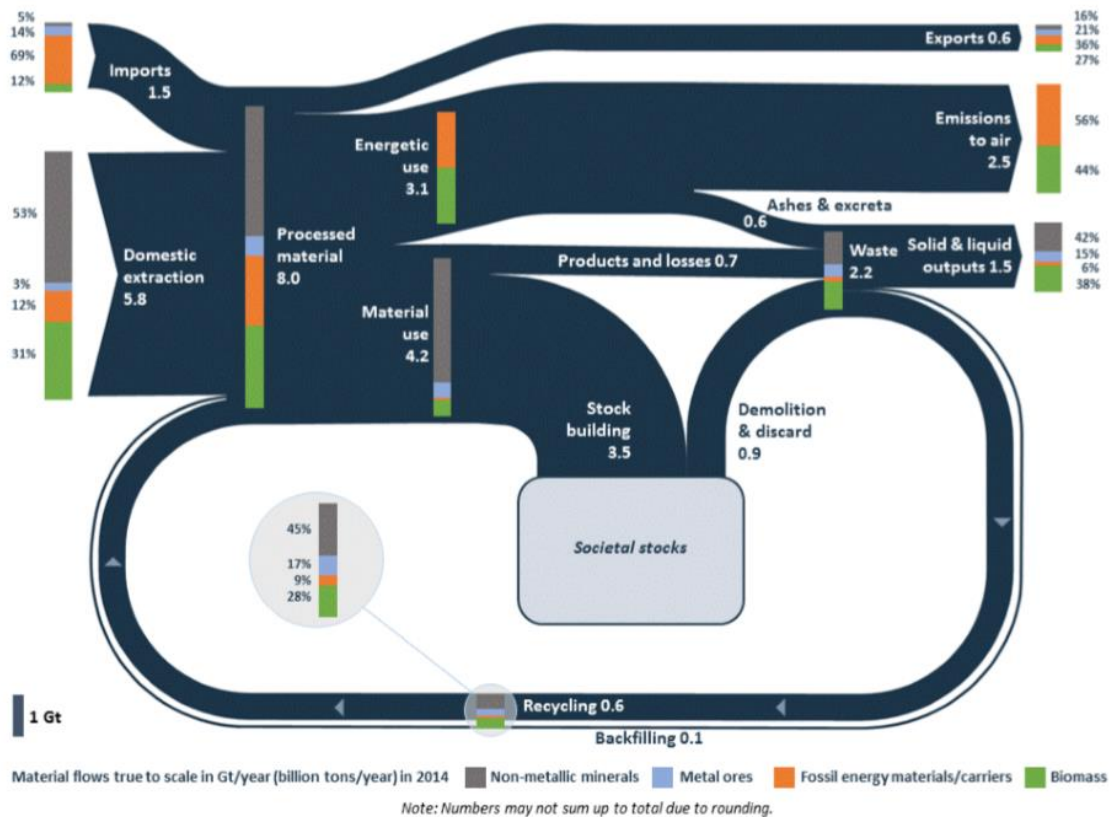 5%
14%
69%
12%
Imports
1.5
53%
3%
12%
31%
Domestic
extraction
5.8
Processed
material
8.0
Energetic
use
3.1
Material
use
4.2
Exports 0.6
16%
21%
36%
27%
Emissions
to air
2.5
56%
44%
Ashes & excreta
0.6
Products and losses 0.7
Waste
2.2
Solid & liquid
outputs 1.5
42%
15%
6%
38%
Stock
building
3.5
Demolition
& discard
0.9
Societal stocks
45%
17%
9%
28%
Recycling 0.6
Backfilling 0.1
1 Gt
Material flows true to scale in Gt/year (billion tons/year) in 2014 Non-metallic minerals Metal ores Fossil energy materials/carriers Biomass
Note: Numbers may not sum up to total due to rounding.